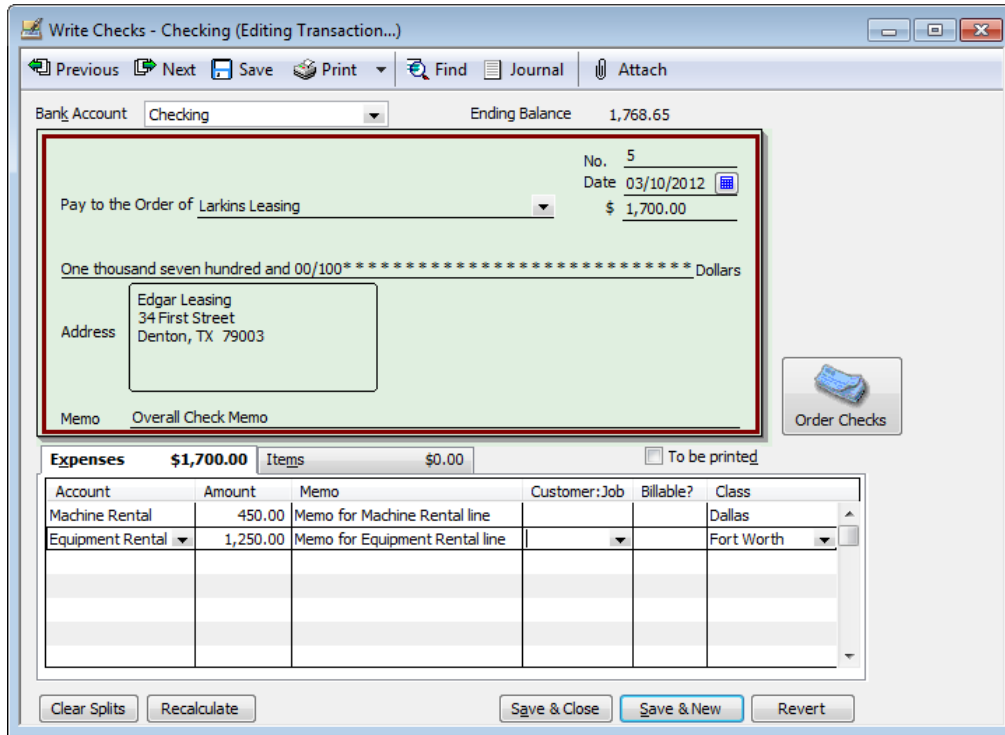 Write Checks - Checking (Editing Transaction...)
Previous Next Save Print Find Journal Attach
Bank Account Checking Ending Balance 1,768.65
No. 5
Date 03/10/2012
Pay to the Order of Larkins Leasing $ 1,700.00
One thousand seven hundred and 00/100* * * * * * * * * * * * * * * * * * * * * * * * * * * * Dollars
Edgar Leasing
34 First Street
Address Denton, TX 79003
Memo Overall Check Memo
Order Checks
Expenses $1,700.00 Items $0.00 To be printed
Account Amount Memo Customer:Job Billable? Class
Machine Rental 450.00 Memo for Machine Rental line Dallas
Equipment Rental 1,250.00 Memo for Equipment Rental line Fort Worth
Clear Splits Recalculate Save & Close Save & New Revert